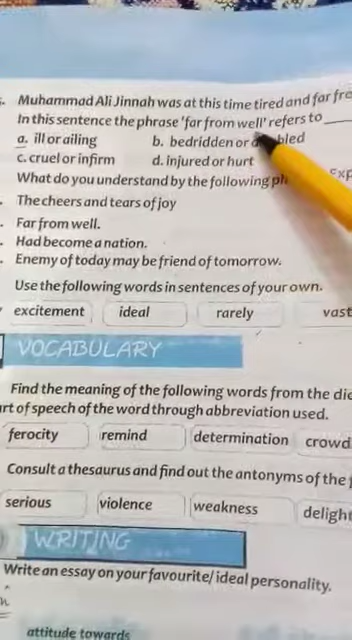 Muhammad Ali Jinnah was at this time tired and far
In this sentence the phrase 'far from well' refers to ____
a. ill or ailing b. bedridden or
c. cruel or infirm d. injured or hurt
What do you understand by the following
The cheers and tears of joy
Far from well.
Had become a nation.
Enemy of today may be friend of tomorrow.
Use the following words in sentences of your own.
excitement ideal rarely vast
VOCABULARY
Find the meaning of the following words from the
of speech of the word through abbreviation used.
ferocity remind determination crowd
Consult a thesaurus and find out the antonyms of the
serious violence weakness delight
WRITING
Write an essay on your favourite/ideal personality.
attitude towards